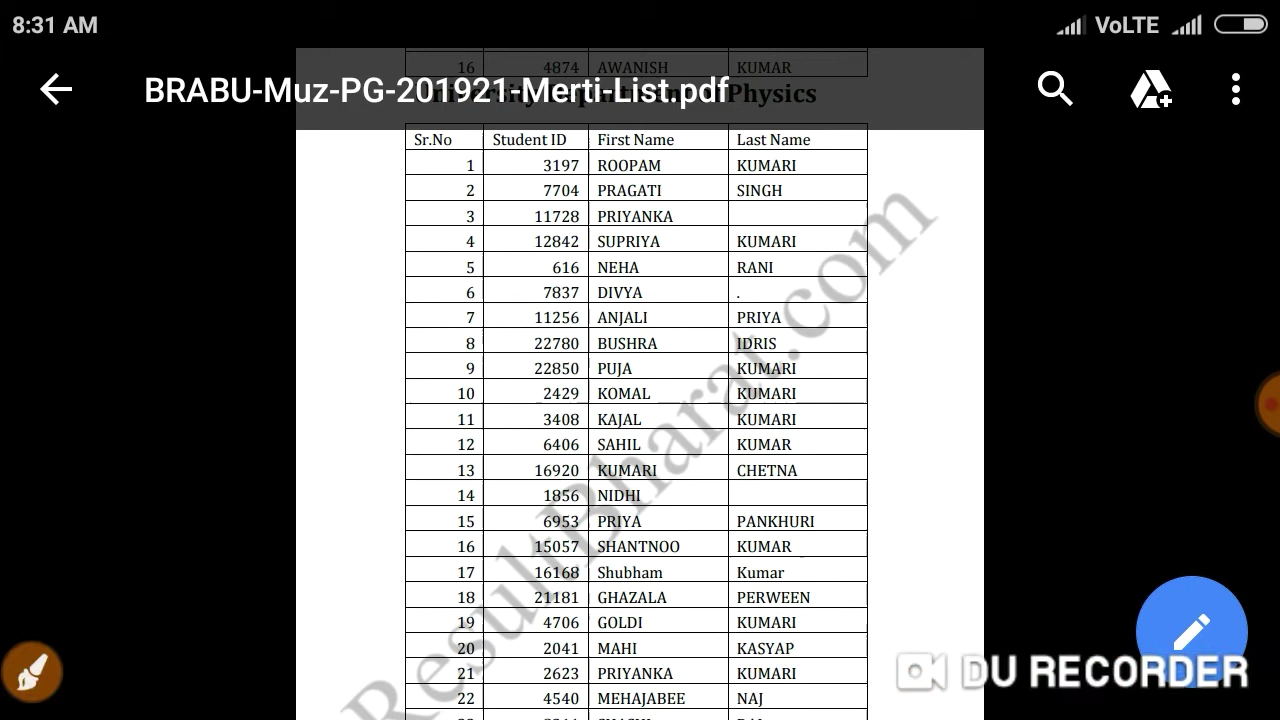 8:31 AM
VoLTE
16 4874 AWANISH KUMAR
BRABU-Muz-PG-201921-Merti-List.pdf
Physics
Sr.No Student ID First Name Last Name
1 3197 ROOPAM KUMARI
2 7704 PRAGATI SINGH
3 11728 PRIYANKA
4 12842 SUPRIYA KUMARI
5 616 NEHA RANI
6 7837 DIVYA .
7 11256 ANJALI PRIYA
8 22780 BUSHRA IDRIS
9 22850 PUJA KUMARI
10 2429 KOMAL KUMARI
11 3408 KAJAL KUMARI
12 6406 SAHIL KUMAR
13 16920 KUMARI CHETNA
14 1856 NIDHI
15 6953 PRIYA PANKHURI
16 15057 SHANTNOO KUMAR
17 16168 Shubham Kumar
18 21181 GHAZALA PERWEEN
19 4706 GOLDI KUMARI
20 2041 MAHI KASYAP
21 2623 PRIYANKA KUMARI
22 4540 MEHAJABEE NAJ
ResultBharat.com
DU RECORDER